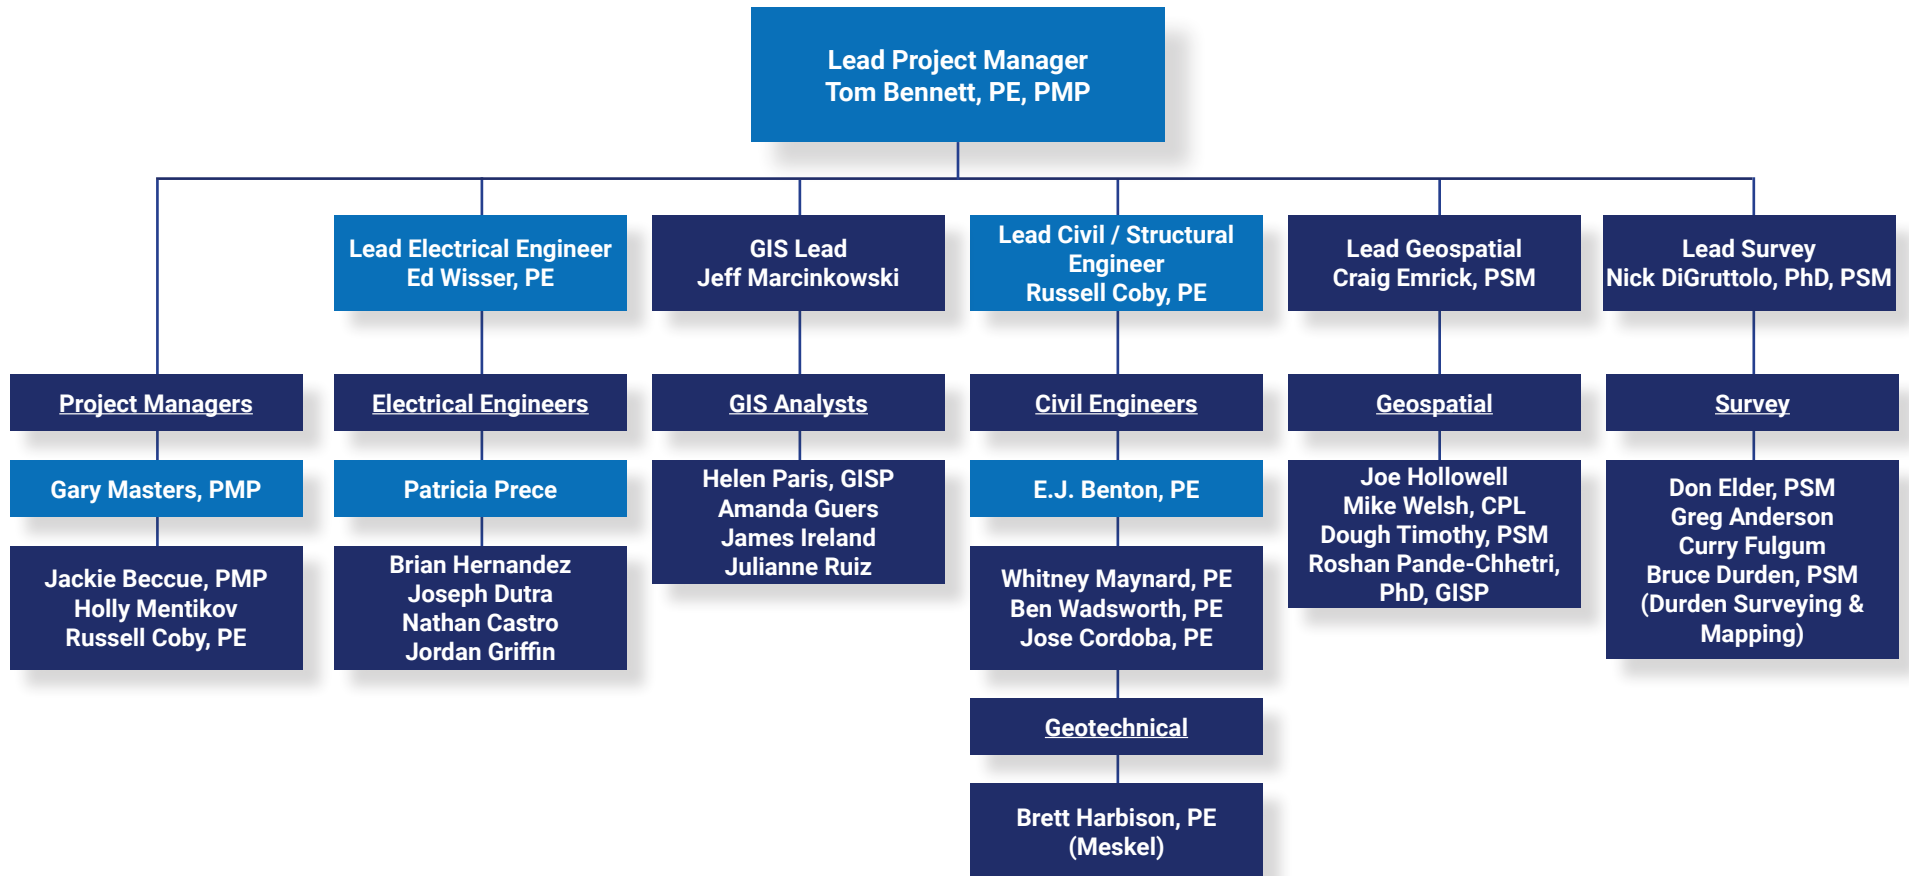 Lead Project Manager
Tom Bennett, PE, PMP
Lead Electrical Engineer
Ed Wisser, PE
GIS Lead
Jeff Marcinkowski
Lead Civil / Structural
Engineer
Russell Coby, PE
Lead Geospatial
Craig Emrick, PSM
Lead Survey
Nick DiGruttolo, PhD, PSM
Project Managers
Gary Masters, PMP
Jackie Beccue, PMP
Holly Mentikov
Russell Coby, PE
Electrical Engineers
Patricia Prece
Brian Hernandez
Joseph Dutra
Nathan Castro
Jordan Griffin
GIS Analysts
Helen Paris, GISP
Amanda Guers
James Ireland
Julianne Ruiz
Civil Engineers
E.J. Benton, PE
Whitney Maynard, PE
Ben Wadsworth, PE
Jose Cordoba, PE
Geotechnical
Brett Harbison, PE
(Meskel)
Geospatial
Joe Hollowell
Mike Welsh, CPL
Dough Timothy, PSM
Roshan Pande-Chhetri,
PhD, GISP
Survey
Don Elder, PSM
Greg Anderson
Curry Fulgum
Bruce Durden, PSM
(Durden Surveying &
Mapping)